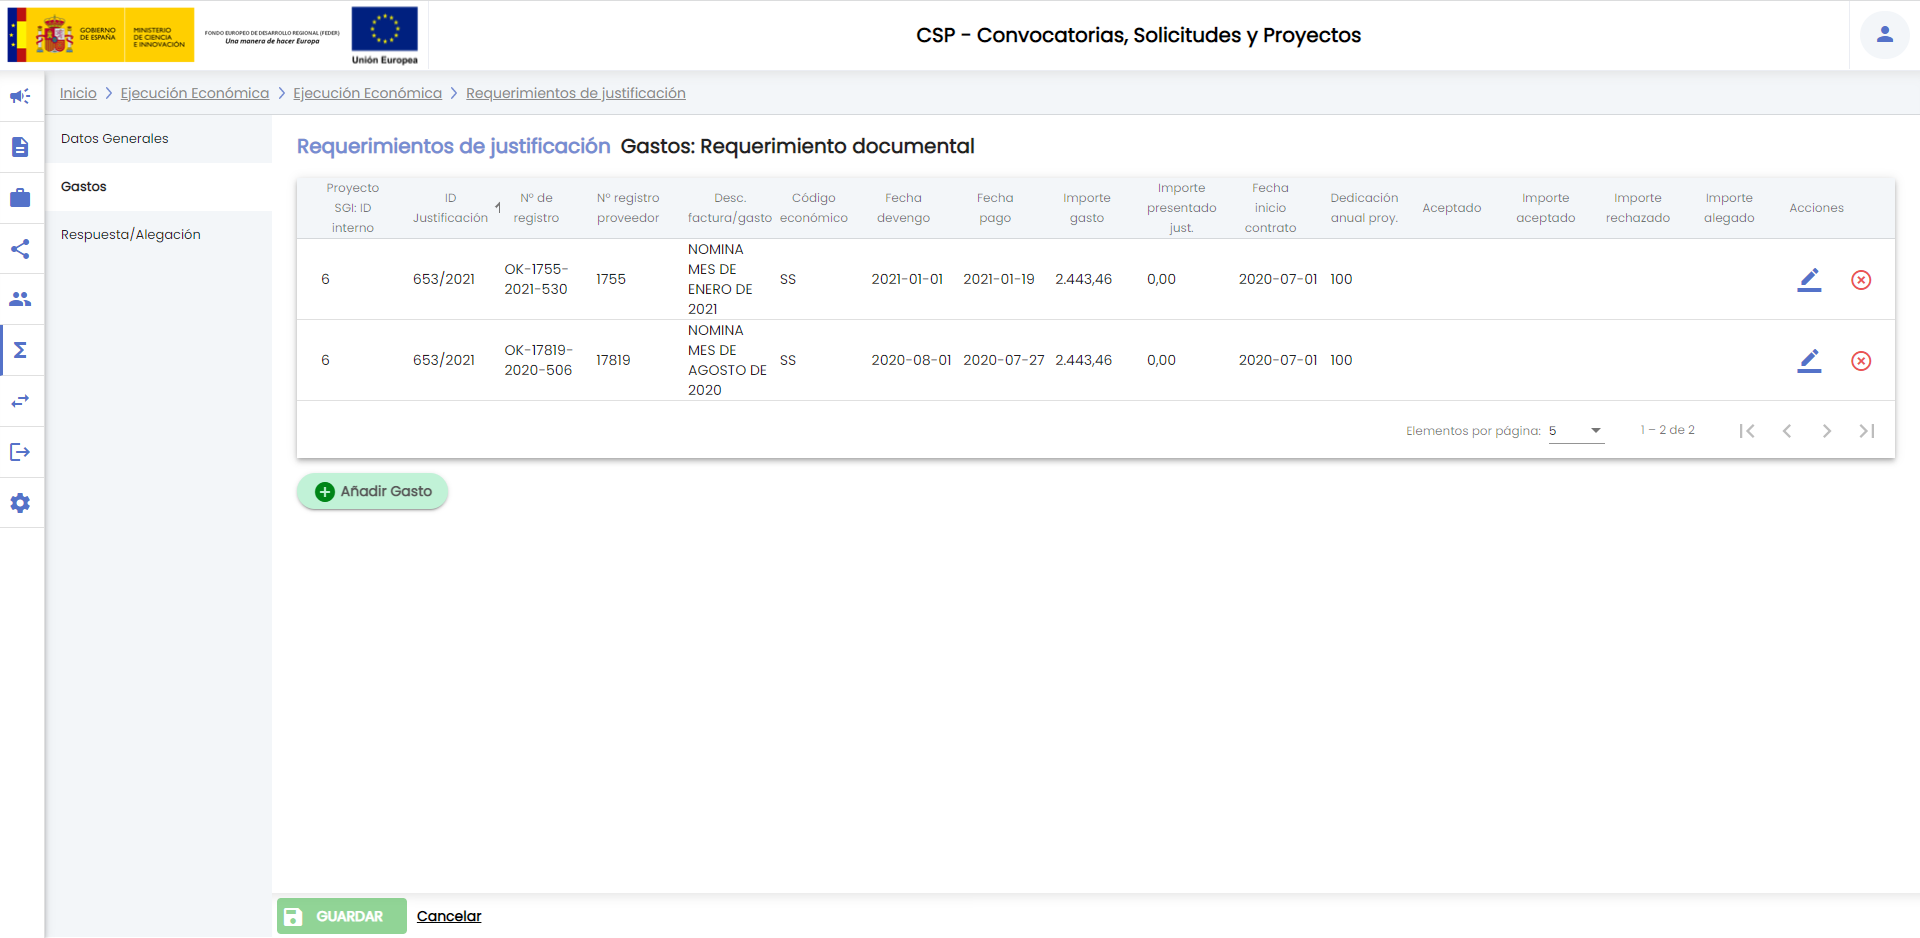 GOBIERNO
DE ESPAÑA
MINISTERIO
DE CIENCIA
E INNOVACIÓN
FONDO EUROPEO DE DESARROLLO REGIONAL (FEDER)
Una manera de hacer Europa
Unión Europea
CSP - Convocatorias, Solicitudes y Proyectos
Inicio > Ejecución Económica > Ejecución Económica > Requerimientos de justificación
Datos Generales
Gastos
Respuesta/Alegación
Requerimientos de justificación Gastos: Requerimiento documental
Proyecto
SGI: ID
interno
ID
Justificación
Nº de
registro
Nº registro
proveedor
Desc.
factura/gasto
Código
económico
Fecha
devengo
Fecha
pago
Importe
gasto
Importe
presentado
just.
Fecha
inicio
contrato
Dedicación
anual proy.
Aceptado
Importe
aceptado
Importe
rechazado
Importe
alegado
Acciones
6
653/2021
OK-1755-
2021-530
1755
NOMINA
MES DE
ENERO DE
2021
SS
2021-01-01
2021-01-19
2.443,46
0,00
2020-07-01
100
6
653/2021
OK-17819-
2020-506
17819
NOMINA
MES DE
AGOSTO DE
2020
SS
2020-08-01
2020-07-27
2.443,46
0,00
2020-07-01
100
Elementos por página: 5
1 – 2 de 2
Añadir Gasto
GUARDAR
Cancelar